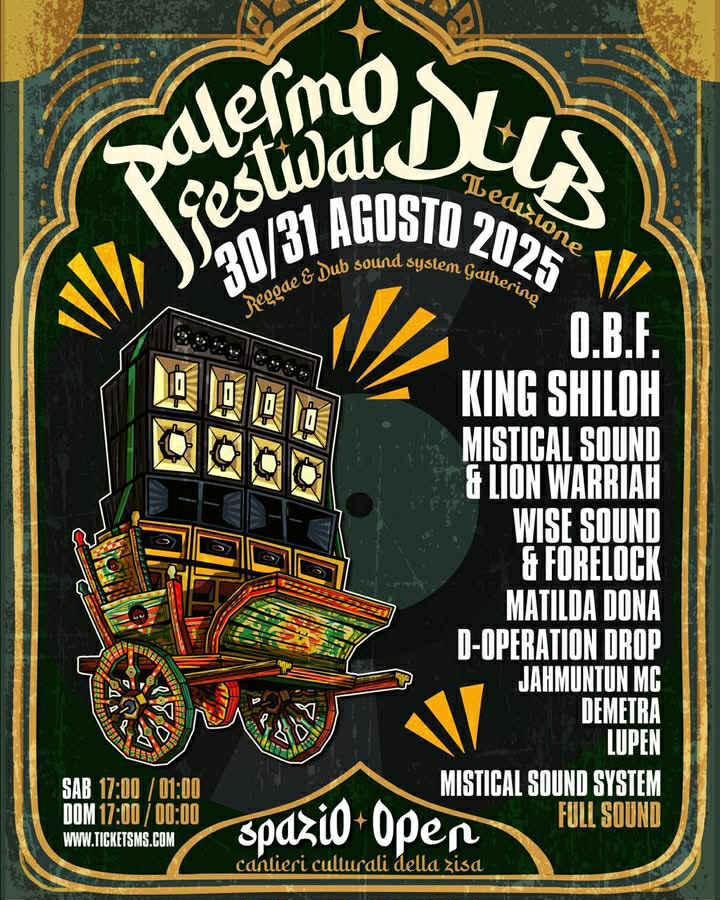 Palermo
Festival DUB
II edizione
30/31 AGOSTO 2025
Reggae & Dub sound system Gathering
O.B.F.
KING SHILOH
MISTICAL SOUND
& LION WARRIAH
WISE SOUND
& FORELOCK
MATILDA DONA
D-OPERATION DROP
JAHMUNTUN MC
DEMETRA
LUPEN
MISTICAL SOUND SYSTEM
FULL SOUND
SAB 17:00 / 01:00
DOM 17:00 / 00:00
WWW.TICKETSMS.COM
spaziO Open
cantieri culturali della zisa